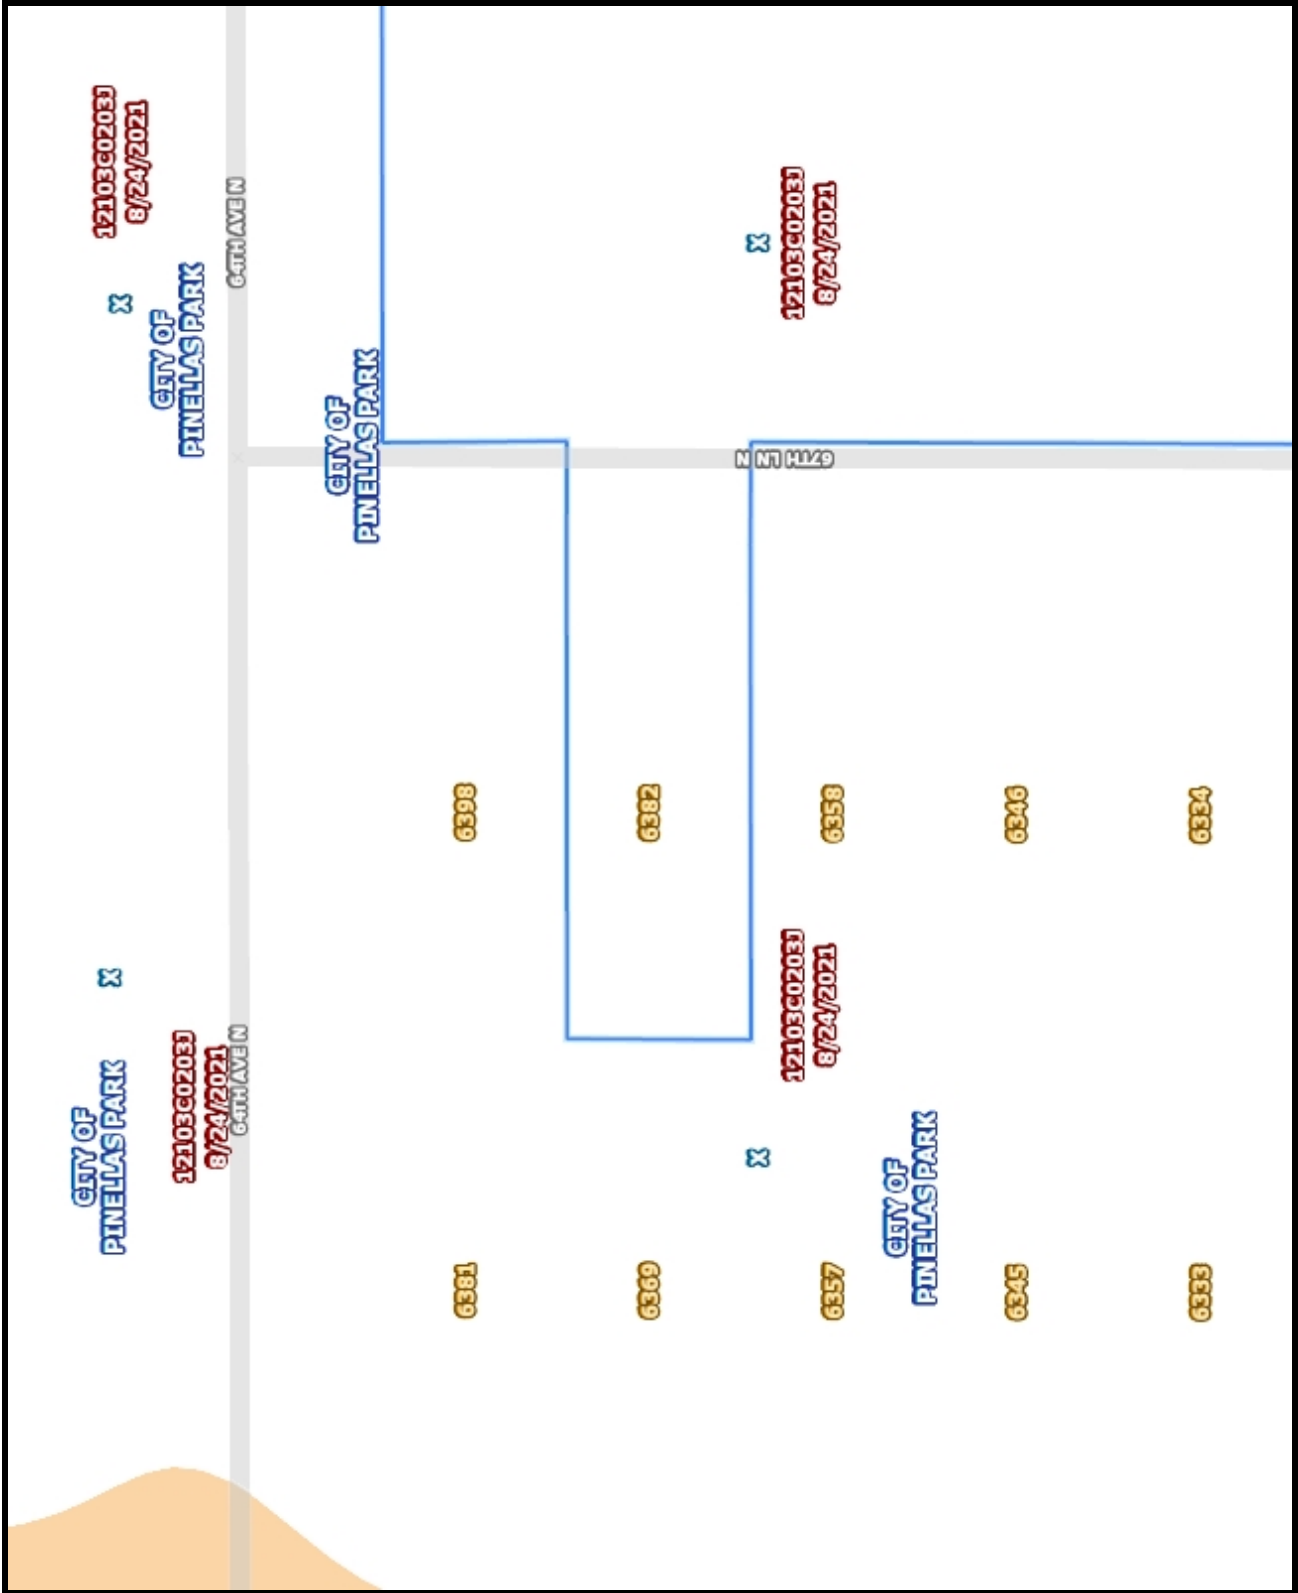 12103C0203J
8/24/2021
64TH AVE N
X
CITY OF
PINELLAS PARK
X
12103C0203J
8/24/2021
CITY OF
PINELLAS PARK
67TH LN N
6398
6382
6358
6346
6334
X
12103C0203J
8/24/2021
CITY OF
PINELLAS PARK
12103C0203J
8/24/2021
64TH AVE N
X
CITY OF
PINELLAS PARK
6381
6369
6357
6345
6333